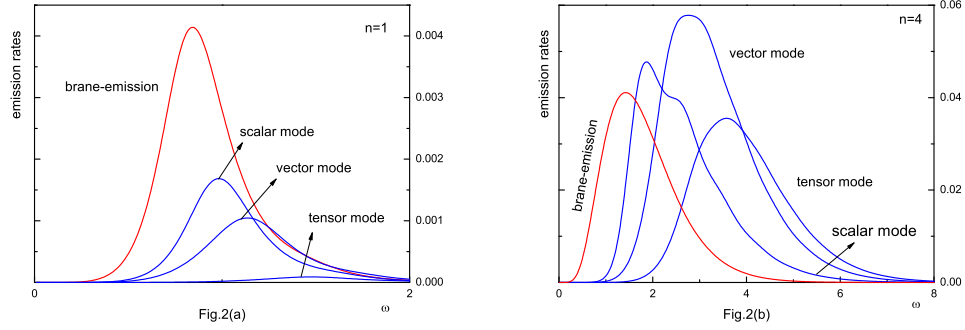 n=1
0.004
0.003
0.002
0.001
0.000
emission rates
brane-emission
scalar mode
vector mode
tensor mode
0
2
ω
Fig.2(a)
n=4
0.06
0.04
0.02
0.00
emission rates
brane-emission
vector mode
tensor mode
scalar mode
0
2
4
6
8
ω
Fig.2(b)